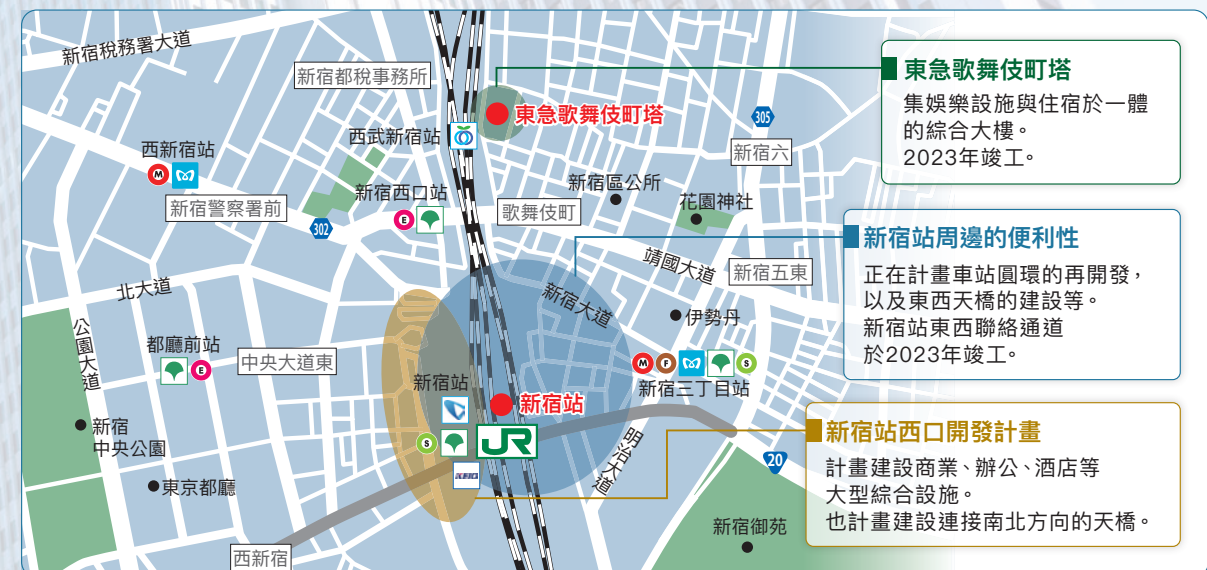 新宿稅務署大道
新宿都稅事務所
東急歌舞伎町塔
西武新宿站
305
新宿六
西新宿站
M
新宿警察署前
302
新宿西口站
E
歌舞伎町
新宿區公所
花園神社
靖國大道
新宿五東
新宿大道
伊勢丹
北大道
公園大道
都廳前站
E
中央大道東
新宿站
新宿站
S
JR
KEIO
M F S
新宿三丁目站
明治大道
20
新宿
中央公園
東京都廳
西新宿
新宿御苑
東急歌舞伎町塔
集娛樂設施與住宿於一體
的綜合大樓。
2023年竣工。
新宿站周邊的便利性
正在計畫車站圓環的再開發，
以及東西天橋的建設等。
新宿站東西聯絡通道
於2023年竣工。
新宿站西口開發計畫
計畫建設商業、辦公、酒店等
大型綜合設施。
也計畫建設連接南北方向的天橋。